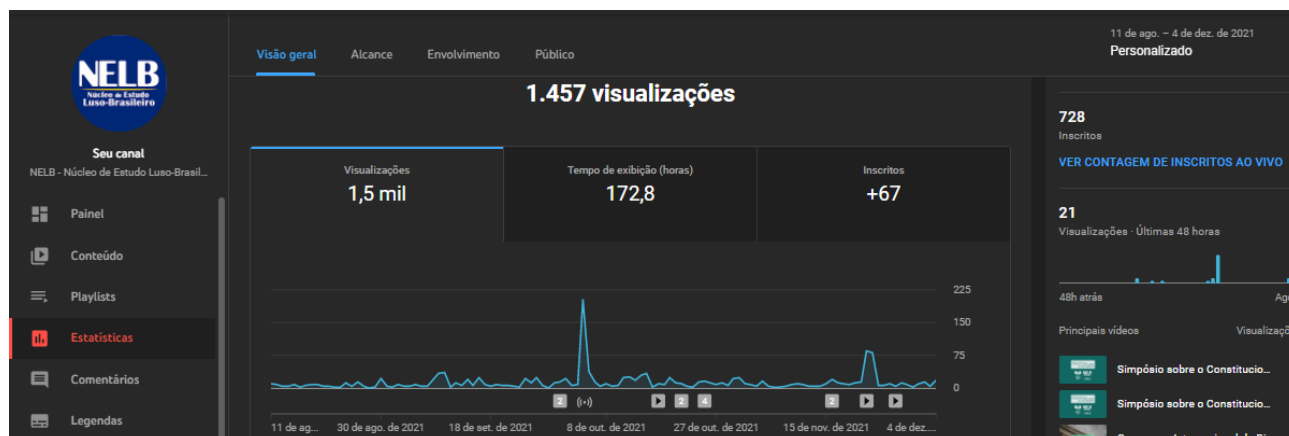 NELB
Núcleo de Estudo
Luso-Brasileiro
Seu canal
NELB - Núcleo de Estudo Luso-Brasil...
Painel
Conteúdo
Playlists
Estatísticas
Comentários
Legendas
Visão geral
Alcance
Envolvimento
Público
11 de ago. – 4 de dez. de 2021
Personalizado
1.457 visualizações
Visualizações
1,5 mil
Tempo de exibição (horas)
172,8
Inscritos
+67
225
150
75
0
2
2
4
2
11 de ag...
30 de ago. de 2021
18 de set. de 2021
8 de out. de 2021
27 de out. de 2021
15 de nov. de 2021
4 de dez....
728
Inscritos
VER CONTAGEM DE INSCRITOS AO VIVO
21
Visualizações · Últimas 48 horas
48h atrás
Ag
Principais vídeos
Visualizaçõ
Simpósio sobre o Constitucio...
Simpósio sobre o Constitucio...